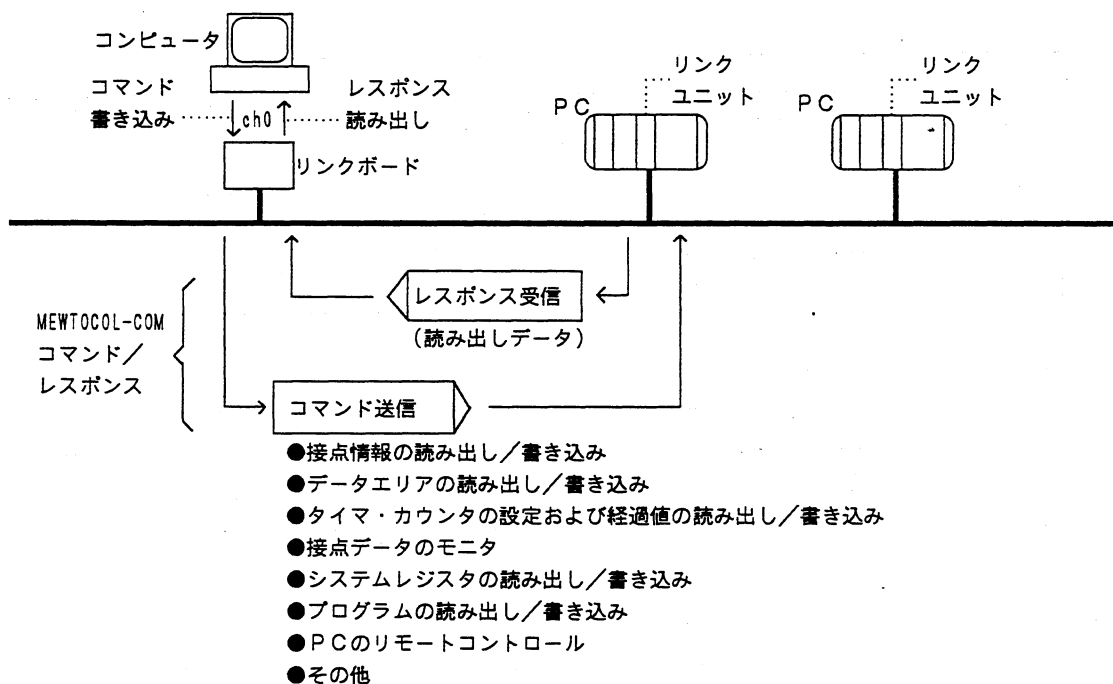 コンピュータ
コマンド
書き込み
ch0
レスポンス
読み出し
リンクボード
PC
リンク
ユニット
PC
リンク
ユニット
レスポンス受信
(読み出しデータ)
MEWTOCOL-COM
コマンド/
レスポンス
コマンド送信
●接点情報の読み出し/書き込み
●データエリアの読み出し/書き込み
●タイマ・カウンタの設定および経過値の読み出し/書き込み
●接点データのモニタ
●システムレジスタの読み出し/書き込み
●プログラムの読み出し/書き込み
●PCのリモートコントロール
●その他